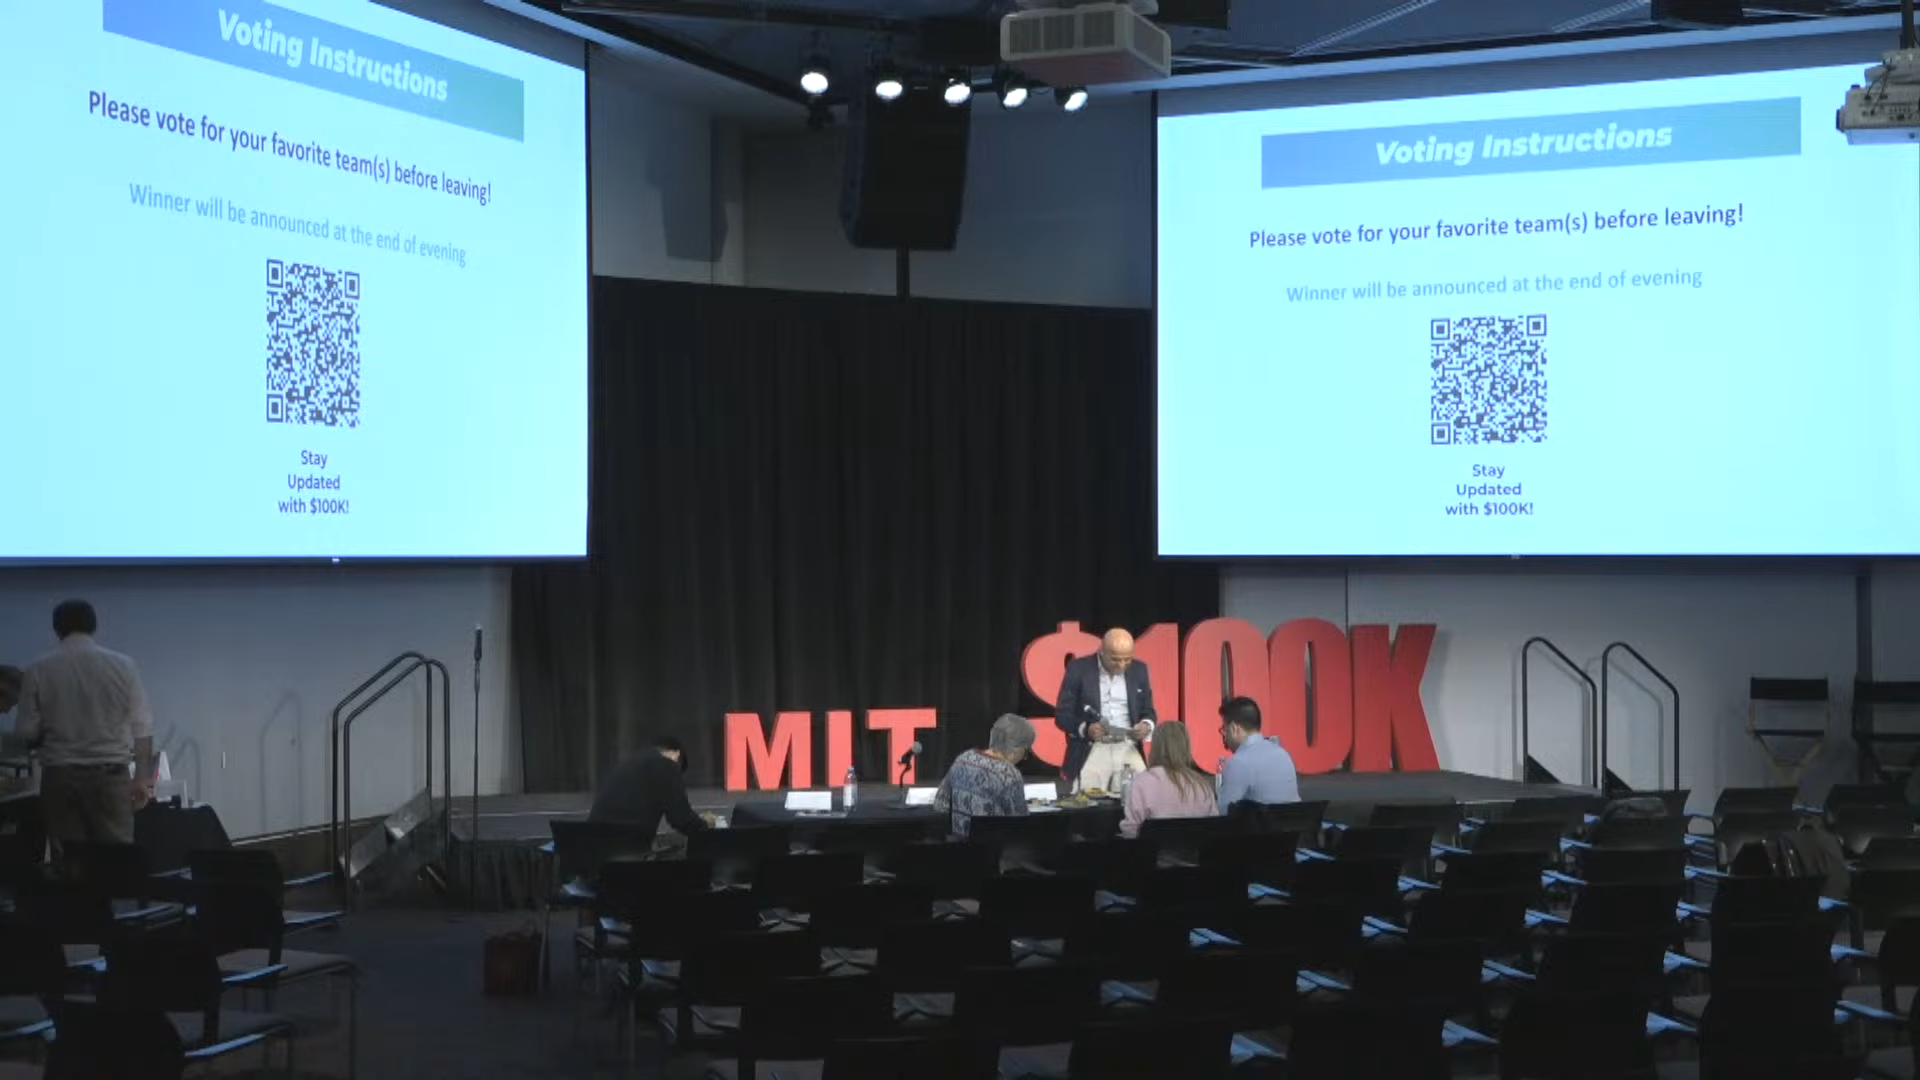 Voting Instructions
Please vote for your favorite team(s) before leaving!
Winner will be announced at the end of evening
Stay
Updated
with $100K!
Voting Instructions
Please vote for your favorite team(s) before leaving!
Winner will be announced at the end of evening
Stay
Updated
with $100K!
MIT $100K